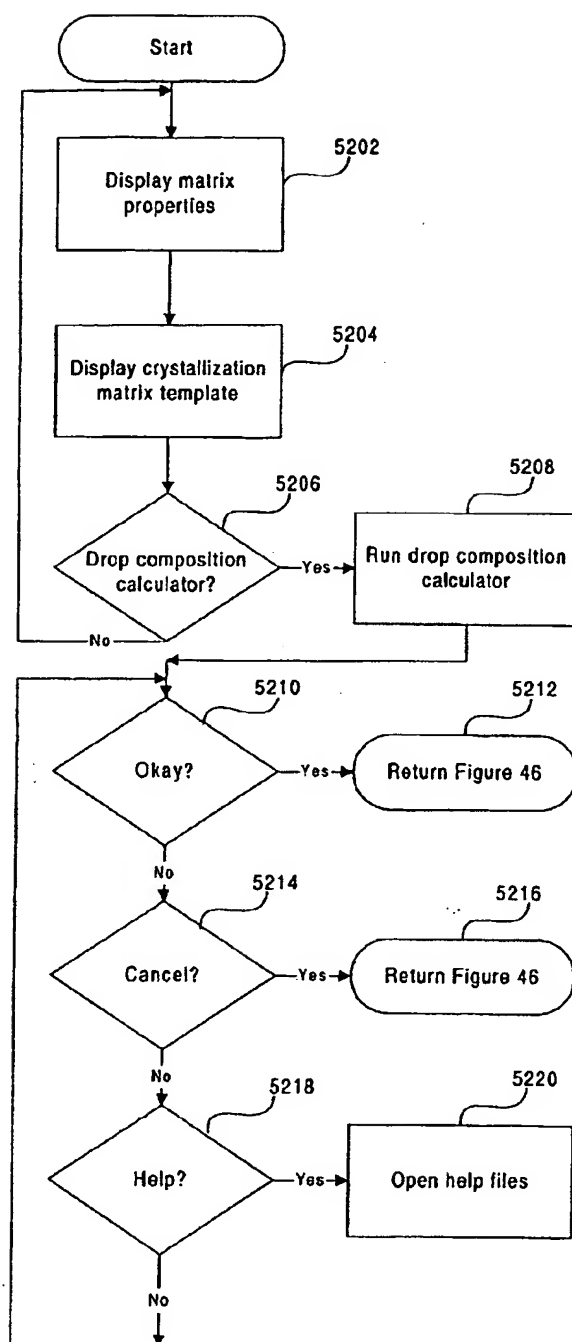 Start
5202
Display matrix
properties
5204
Display crystallization
matrix template
5206
Drop composition
calculator?
Yes
No
5208
Run drop composition
calculator
5210
Okay?
Yes
5212
Return Figure 46
No
5214
Cancel?
Yes
5216
Return Figure 46
No
5218
Help?
Yes
5220
Open help files
No